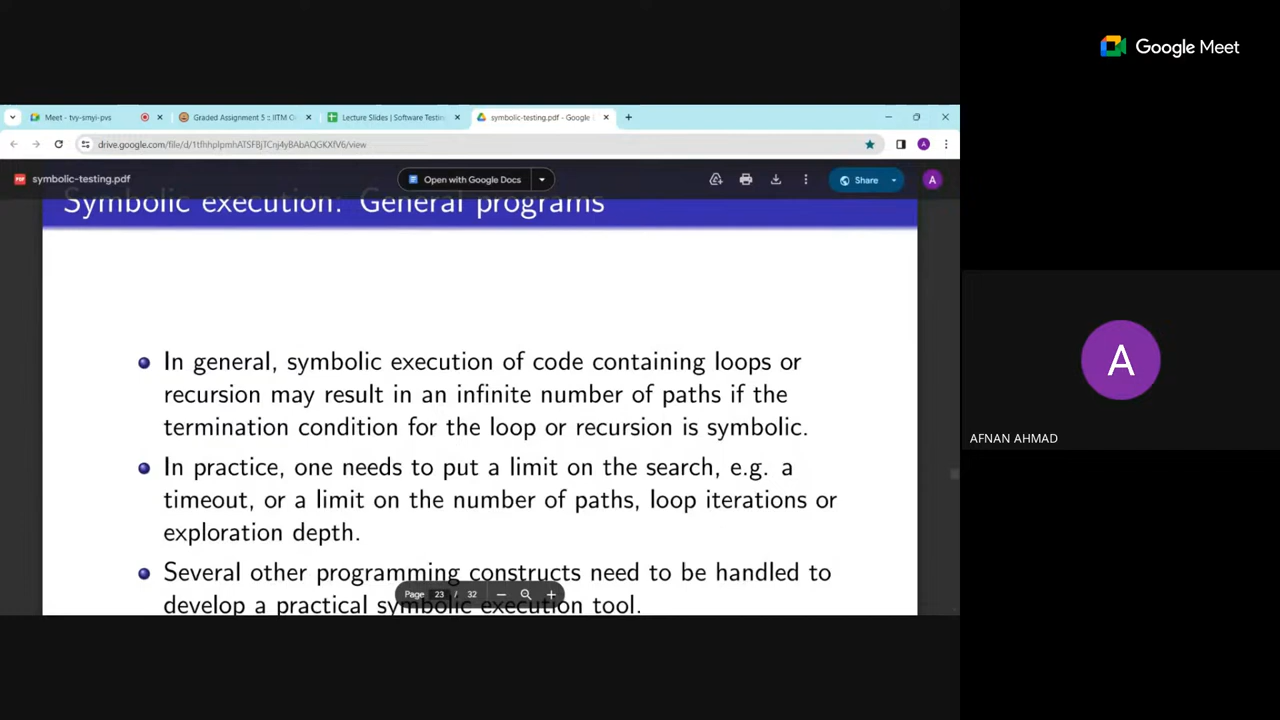 Google Meet
Meet - tvy-smyi-pvs
Graded Assignment 5 :: IITM O
Lecture Slides | Software Testing
symbolic-testing.pdf - Google
symbolic-testing.pdf
Open with Google Docs
Share
A
Symbolic execution: General programs
In general, symbolic execution of code containing loops or
recursion may result in an infinite number of paths if the
termination condition for the loop or recursion is symbolic.
In practice, one needs to put a limit on the search, e.g. a
timeout, or a limit on the number of paths, loop iterations or
exploration depth.
Several other programming constructs need to be handled to
develop a practical symbolic execution tool.
Page 23 / 32
A
AFNAN AHMAD